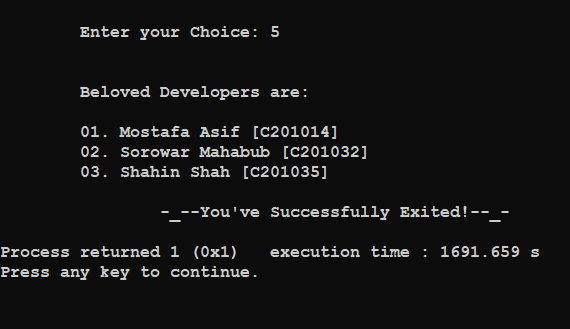 Enter your Choice: 5
Beloved Developers are:
01. Mostafa Asif [C201014]
02. Sorowar Mahabub [C201032]
03. Shahin Shah [C201035]
-_--You've Successfully Exited!--_-
Process returned 1 (0x1)   execution time : 1691.659 s
Press any key to continue.